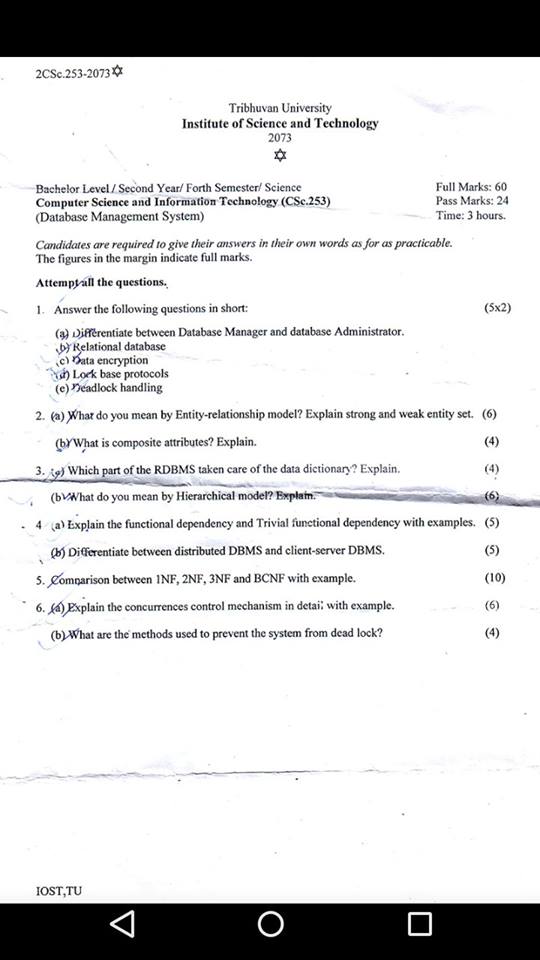 2CSc.253-2073✡
Tribhuvan University
Institute of Science and Technology
2073
✡
Bachelor Level / Second Year/ Forth Semester/ Science Full Marks: 60
Computer Science and Information Technology (CSc.253) Pass Marks: 24
(Database Management System) Time: 3 hours.
Candidates are required to give their answers in their own words as for as practicable.
The figures in the margin indicate full marks.
Attempt all the questions.
1. Answer the following questions in short: (5x2)
(a) Differentiate between Database Manager and database Administrator.
(b) Relational database
(c) Data encryption
(d) Lock base protocols
(e) Deadlock handling
2. (a) What do you mean by Entity-relationship model? Explain strong and weak entity set. (6)
(b) What is composite attributes? Explain. (4)
3. (a) Which part of the RDBMS taken care of the data dictionary? Explain. (4)
(b) What do you mean by Hierarchical model? Explain. (6)
4 (a) Explain the functional dependency and Trivial functional dependency with examples. (5)
(b) Differentiate between distributed DBMS and client-server DBMS. (5)
5. Comparison between 1NF, 2NF, 3NF and BCNF with example. (10)
6. (a) Explain the concurrences control mechanism in detail with example. (6)
(b) What are the methods used to prevent the system from dead lock? (4)
IOST,TU